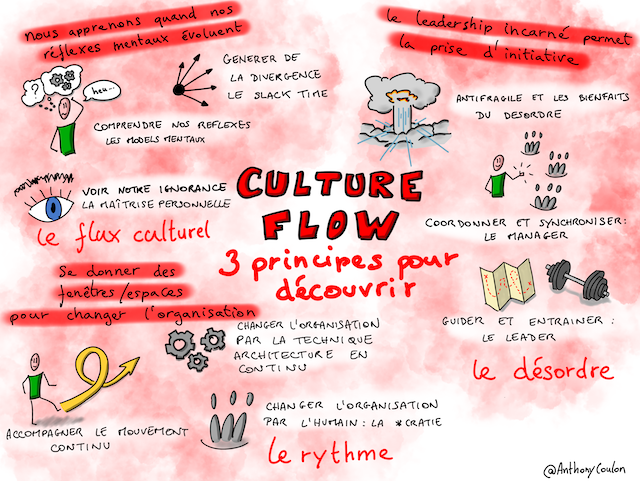 nous apprenons quand nos
réflexes mentaux évoluent
?
heu...
GENERER DE
LA DIVERGENCE
LE SLACK TIME
COMPRENDRE NOS REFLEXES
LES MODELS MENTAUX
VOIR NOTRE IGNORANCE
LA MAÎTRISE PERSONNELLE
le flux culturel
le leadership incarné permet
la prise d'initiative
ANTIFRAGILE ET LES BIENFAITS
DU DESORDRE
COORDONNER ET SYNCHRONISER:
LE MANAGER
GUIDER ET ENTRAINER :
LE LEADER
le désordre
CULTURE
FLOW
3 principes pour
découvrir
Se donner des
fenêtres/espaces
pour changer l'organisation
CHANGER L'ORGANISATION
PAR LA TECHNIQUE
ARCHITECTURE EN
CONTINU
ACCOMPAGNER LE MOUVEMENT
CONTINU
CHANGER L'ORGANISATION
PAR L'HUMAIN : LA *CRATIE
le rythme
@AnthonyCoulon